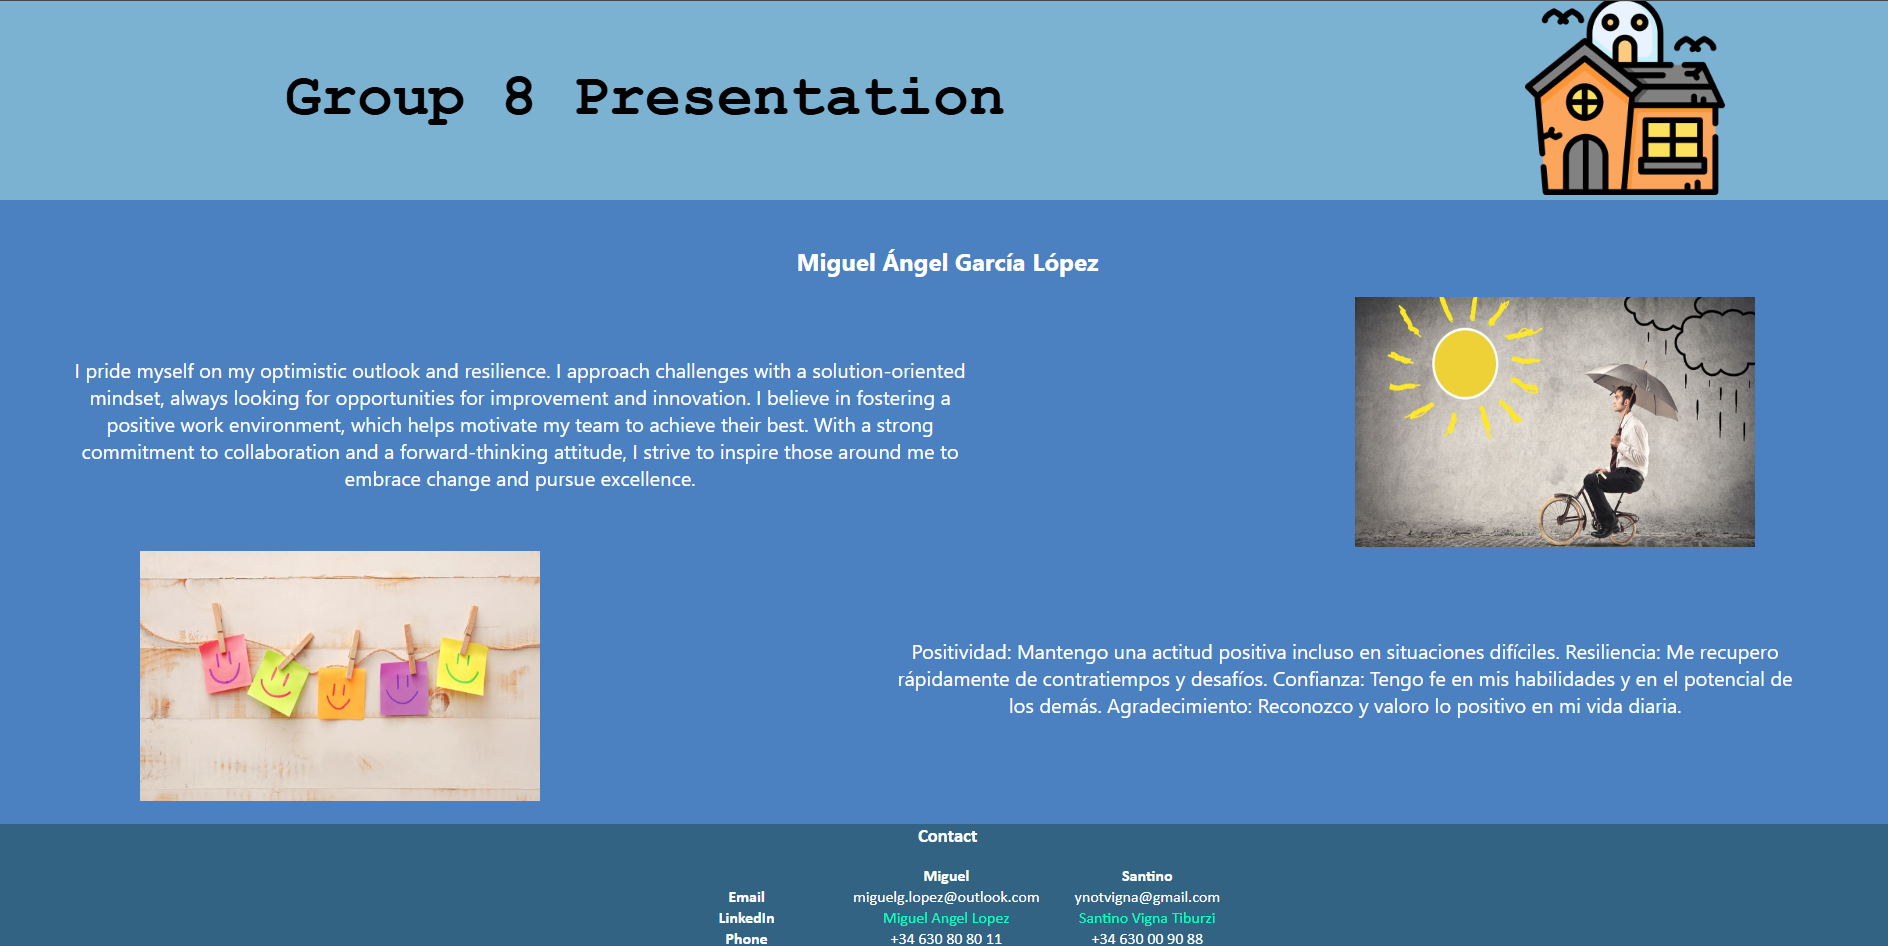 Group 8 Presentation
Miguel Ángel García López
I pride myself on my optimistic outlook and resilience. I approach challenges with a solution-oriented
mindset, always looking for opportunities for improvement and innovation. I believe in fostering a
positive work environment, which helps motivate my team to achieve their best. With a strong
commitment to collaboration and a forward-thinking attitude, I strive to inspire those around me to
embrace change and pursue excellence.
Positividad: Mantengo una actitud positiva incluso en situaciones difíciles. Resiliencia: Me recupero
rápidamente de contratiempos y desafíos. Confianza: Tengo fe en mis habilidades y en el potencial de
los demás. Agradecimiento: Reconozco y valoro lo positivo en mi vida diaria.
Contact
Miguel Santino
Email miguelg.lopez@outlook.com ynotvigna@gmail.com
LinkedIn Miguel Angel Lopez Santino Vigna Tiburzi
Phone +34 630 80 80 11 +34 630 00 90 88